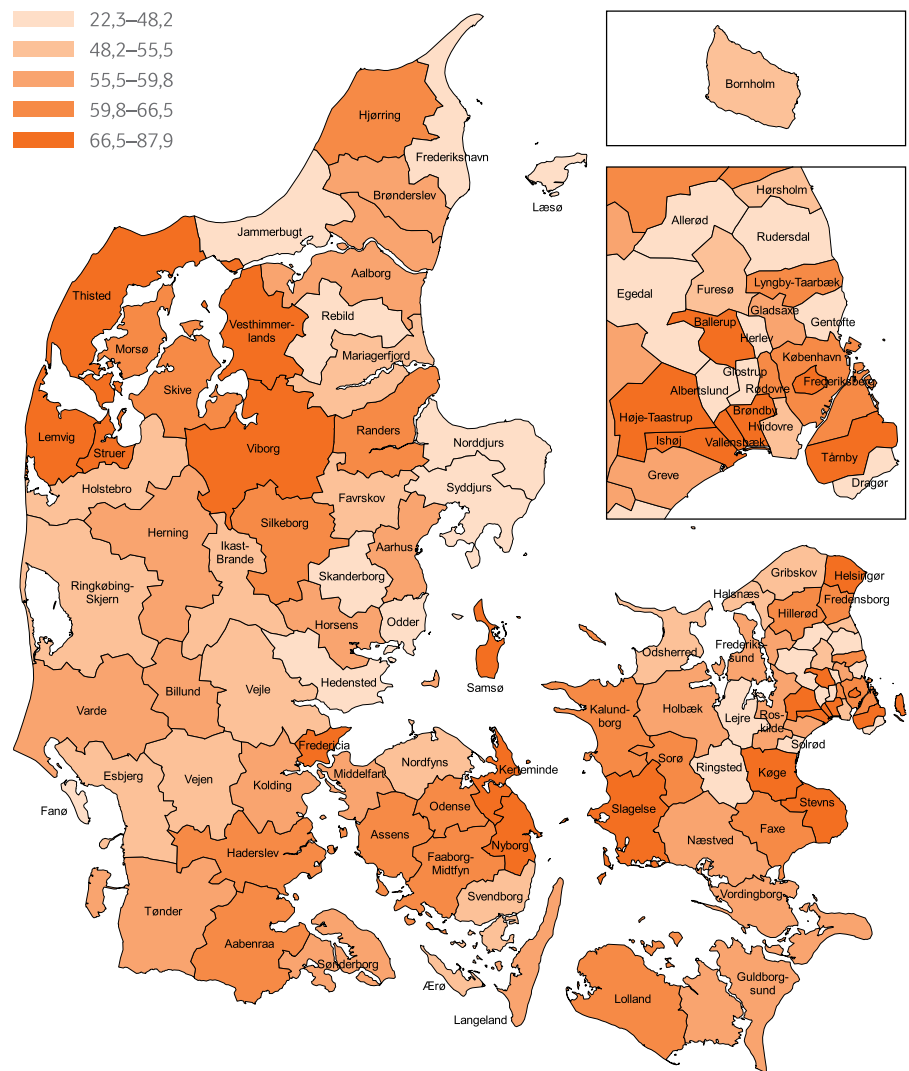 22,3–48,2
48,2–55,5
55,5–59,8
59,8–66,5
66,5–87,9
Bornholm
Hjørring
Frederikshavn
Brønderslev
Læsø
Jammerbugt
Aalborg
Thisted
Rebild
Vesthimmer-
lands
Morsø
Mariagerfjord
Skive
Lemvig
Struer
Viborg
Randers
Norddjurs
Holstebro
Favrskov
Syddjurs
Herning
Silkeborg
Ikast-
Brande
Aarhus
Skanderborg
Ringkøbing-
Skjern
Odder
Horsens
Hedensted
Samsø
Varde
Billund
Vejle
Fredericia
Esbjerg
Vejen
Kolding
Middelfart
Nordfyns
Kerteminde
Fanø
Odense
Assens
Nyborg
Haderslev
Faaborg-
Midtfyn
Svendborg
Tønder
Aabenraa
Sønderborg
Ærø
Langeland
Hørsholm
Allerød
Rudersdal
Egedal
Furesø
Lyngby-Taarbæk
Gladsaxe
Ballerup
Gentofte
Herlev
København
Glostrup
Frederiksberg
Albertslund
Rødovre
Høje-Taastrup
Brøndby
Hvidovre
Ishøj
Vallensbæk
Tårnby
Greve
Dragør
Gribskov
Helsingør
Halsnæs
Fredensborg
Hillerød
Odsherred
Frederiks-
sund
Kalund-
borg
Holbæk
Lejre
Ros-
kilde
Solrød
Sorø
Ringsted
Køge
Slagelse
Stevns
Faxe
Næstved
Vordingborg
Guldborg-
sund
Lolland